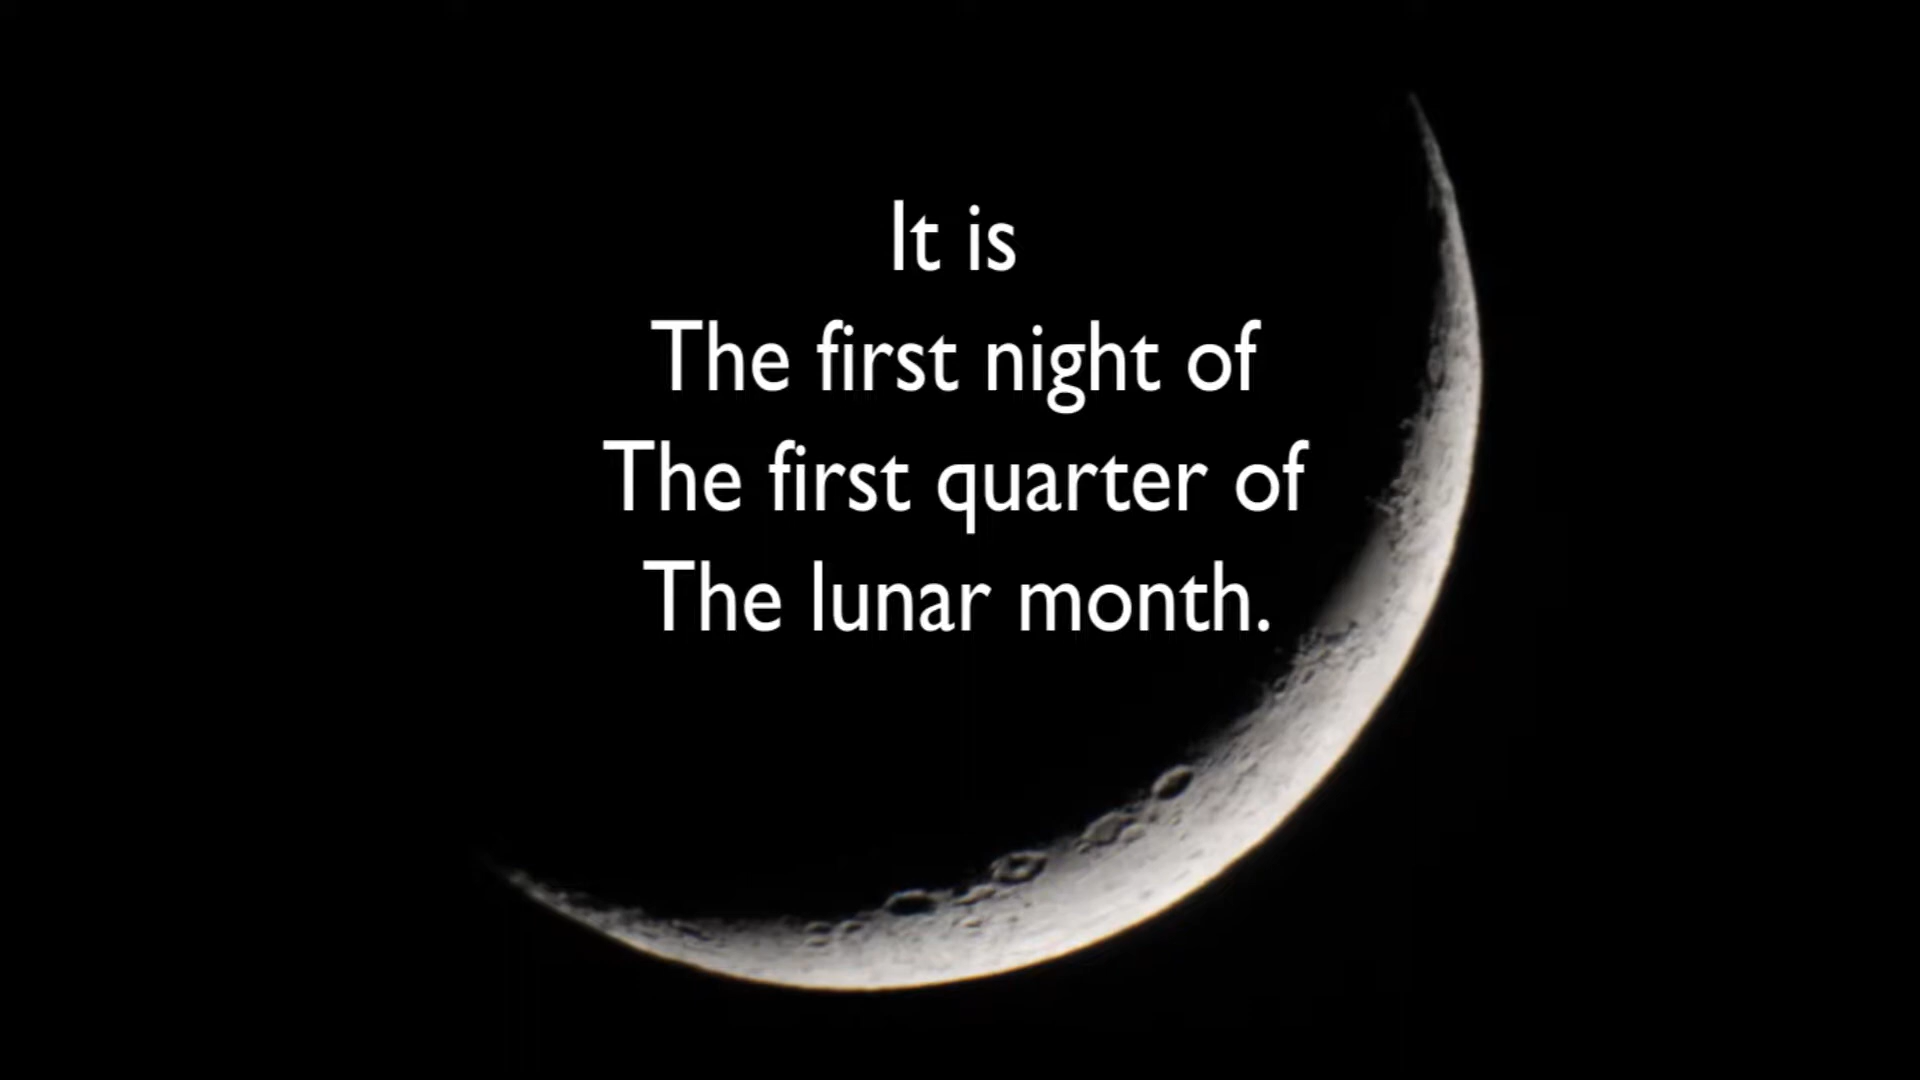 It is
The first night of
The first quarter of
The lunar month.